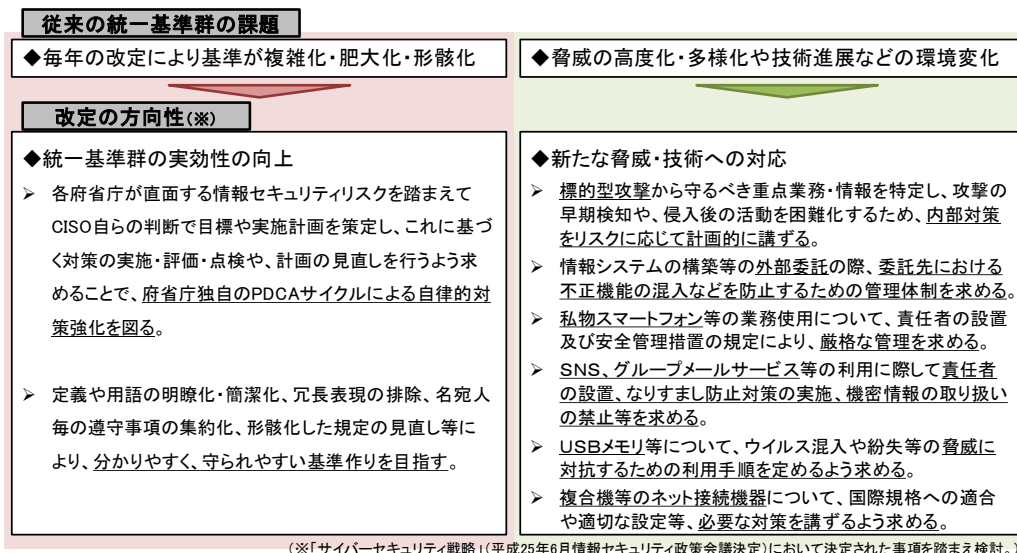 従来の統一基準群の課題
◆毎年の改定により基準が複雑化・肥大化・形骸化
◆脅威の高度化・多様化や技術進展などの環境変化
改定の方向性(※)
◆統一基準群の実効性の向上
➢ 各府省庁が直面する情報セキュリティリスクを踏まえて
CISO自らの判断で目標や実施計画を策定し、これに基づ
く対策の実施・評価・点検や、計画の見直しを行うよう求
めることで、府省庁独自のPDCAサイクルによる自律的対
策強化を図る。
➢ 定義や用語の明瞭化・簡潔化、冗長表現の排除、名宛人
毎の遵守事項の集約化、形骸化した規定の見直し等に
より、分かりやすく、守られやすい基準作りを目指す。
◆新たな脅威・技術への対応
➢ 標的型攻撃から守るべき重点業務・情報を特定し、攻撃の
早期検知や、侵入後の活動を困難化するため、内部対策
をリスクに応じて計画的に講ずる。
➢ 情報システムの構築等の外部委託の際、委託先における
不正機能の混入などを防止するための管理体制を求める。
➢ 私物スマートフォン等の業務使用について、責任者の設置
及び安全管理措置の規定により、厳格な管理を求める。
➢ SNS、グループメールサービス等の利用に際して責任者
の設置、なりすまし防止対策の実施、機密情報の取り扱い
の禁止等を求める。
➢ USBメモリ等について、ウイルス混入や紛失等の脅威に
対抗するための利用手順を定めるよう求める。
➢ 複合機等のネット接続機器について、国際規格への適合
や適切な設定等、必要な対策を講ずるよう求める。
(※「サイバーセキュリティ戦略」(平成25年6月情報セキュリティ政策会議決定)において決定された事項を踏まえ検討。)